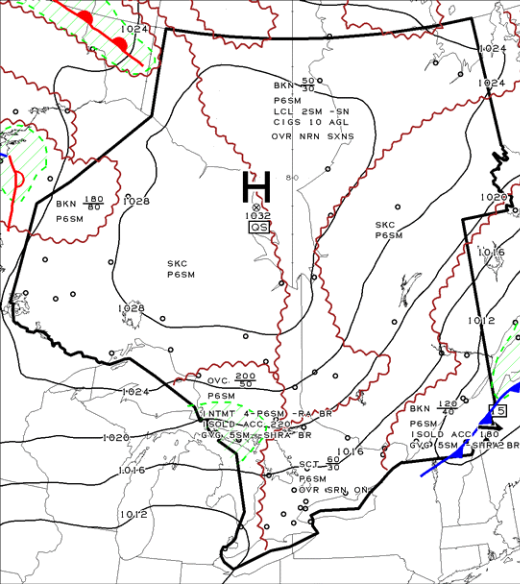 1024
1024
1024
BKN 50/30
P6SM
LCL 2SM -SN
CIGS 10 AGL
OVR NRN SXNS
80
H
1032
QS
1028
BKN 180/80
P6SM
1020
SKC
P6SM
1016
SKC
P6SM
1028
1012
1024
OVC 200/50
INTMT 4-P6SM -RA BR
ISOLD ACC 220
GVG 5SM -SHRA BR
BKN 120/40
P6SM
ISOLD ACC 180
GVG 5SM -SHRA BR
15
1020
1016
1016
SCT 60/30
P6SM
OVR SRN ON
1012